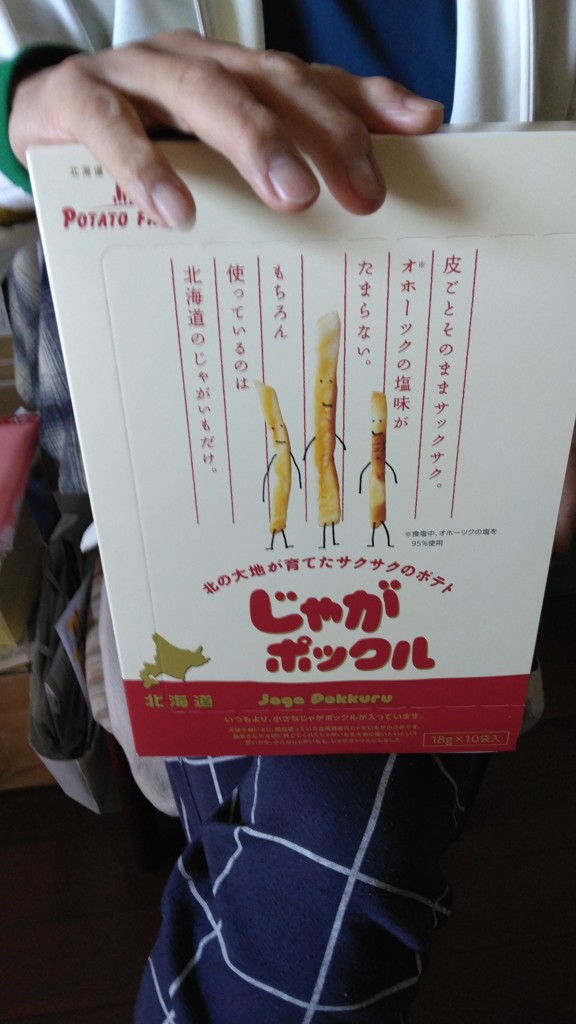 北海道
POTATO
皮ごとそのままサックサク。
オホーツク※の塩味が
たまらない。
もちろん
使っているのは
北海道のじゃがいもだけ。
※食塩中、オホーツクの塩を
95%使用
北の大地が育てたサクサクのポテト
じゃが
ポックル
北海道
Jaga Pokkuru
いつもより、小さなじゃがポックルが入っています。
18g×10袋入